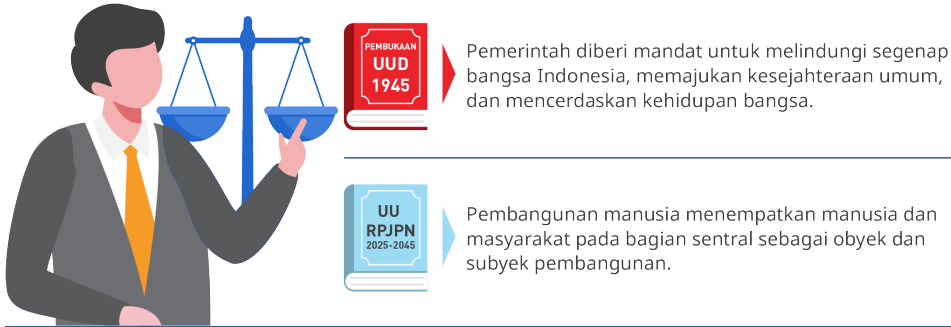 PEMBUKAAN
UUD
1945
Pemerintah diberi mandat untuk melindungi segenap
bangsa Indonesia, memajukan kesejahteraan umum,
dan mencerdaskan kehidupan bangsa.
UU
RPJPN
2025-2045
Pembangunan manusia menempatkan manusia dan
masyarakat pada bagian sentral sebagai obyek dan
subyek pembangunan.